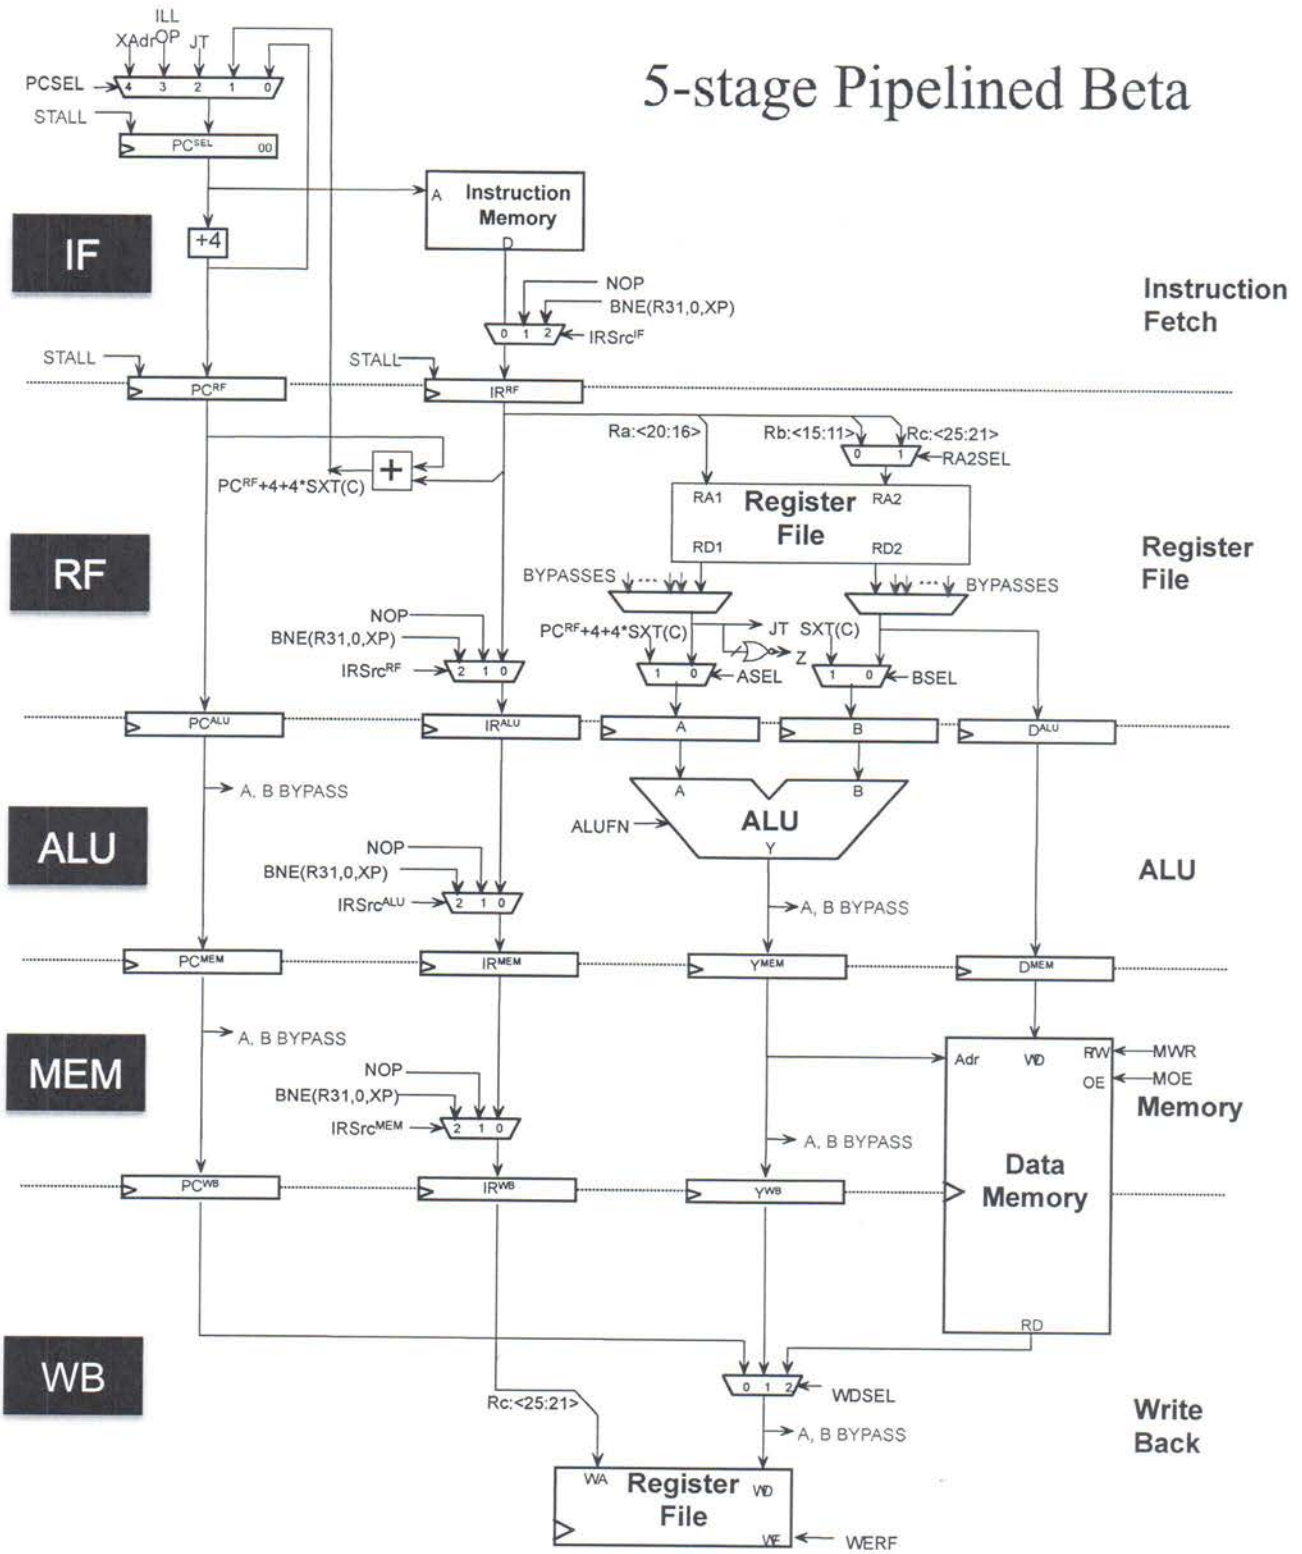 5-stage Pipelined Beta
ILL
XAdr OP JT
PCSEL
4 3 2 1 0
STALL
PC^SEL 00
A Instruction
Memory
D
+4
IF
NOP
BNE(R31,0,XP)
0 1 2
IRSrc^IF
Instruction
Fetch
STALL
STALL
PC^RF
IR^RF
Ra:<20:16>
Rb:<15:11>
Rc:<25:21>
0 1
RA2SEL
+
PC^RF+4+4*SXT(C)
RA1 Register RA2
File
RD1 RD2
RF
Register
File
BYPASSES
BYPASSES
NOP
BNE(R31,0,XP)
IRSrc^RF
2 1 0
PC^RF+4+4*SXT(C)
JT
Z
SXT(C)
1 0
ASEL
1 0
BSEL
PC^ALU
IR^ALU
A
B
D^ALU
A, B BYPASS
A B
ALU
Y
ALUFN
ALU
ALU
NOP
BNE(R31,0,XP)
IRSrc^ALU
2 1 0
A, B BYPASS
PC^MEM
IR^MEM
Y^MEM
D^MEM
A, B BYPASS
MEM
NOP
BNE(R31,0,XP)
IRSrc^MEM
2 1 0
Adr WD R/W
OE
MWR
MOE
Memory
A, B BYPASS
Data
Memory
PC^WB
IR^WB
Y^WB
RD
WB
0 1 2
WDSEL
Rc:<25:21>
A, B BYPASS
Write
Back
WA Register WD
File
WE
WERF